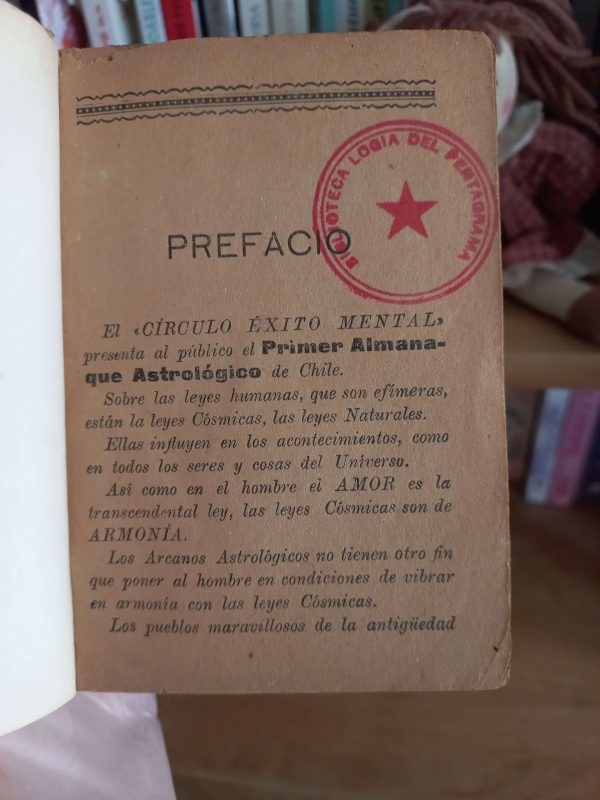 BIBLIOTECA LOGIA DEL PENTAGRAMA
PREFACIO
El «CÍRCULO ÉXITO MENTAL»
presenta al público el Primer Almana-
que Astrológico de Chile.
Sobre las leyes humanas, que son efímeras,
están la leyes Cósmicas, las leyes Naturales.
Ellas influyen en los acontecimientos, como
en todos los seres y cosas del Universo.
Así como en el hombre el AMOR es la
transcendental ley, las leyes Cósmicas son de
ARMONÍA.
Los Arcanos Astrológicos no tienen otro fin
que poner al hombre en condiciones de vibrar
en armonía con las leyes Cósmicas.
Los pueblos maravillosos de la antigüedad